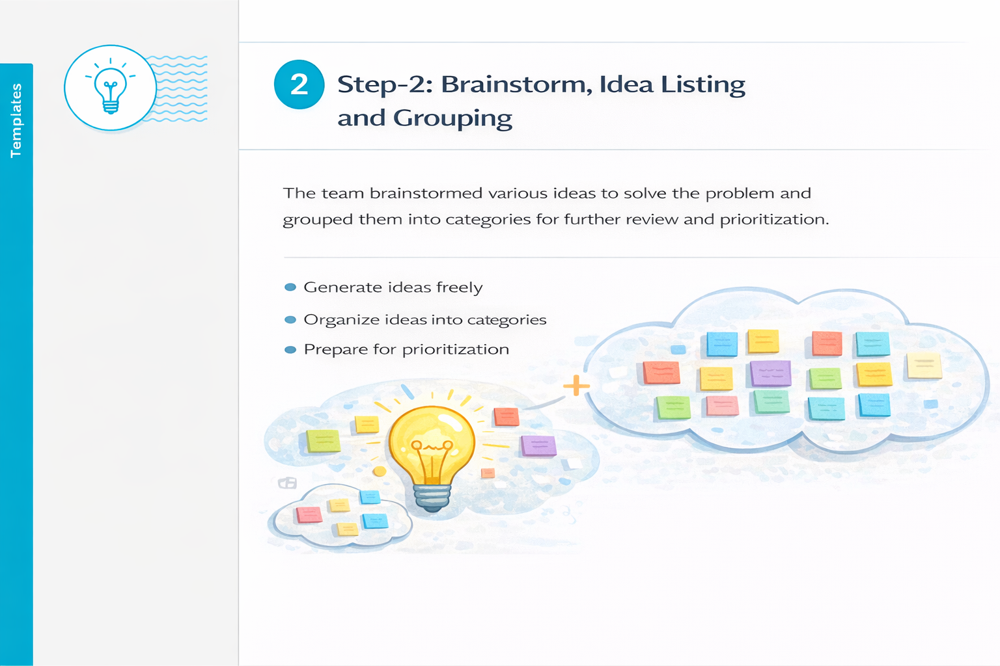 Templates
2
Step-2: Brainstorm, Idea Listing
and Grouping
The team brainstormed various ideas to solve the problem and
grouped them into categories for further review and prioritization.
Generate ideas freely
Organize ideas into categories
Prepare for prioritization